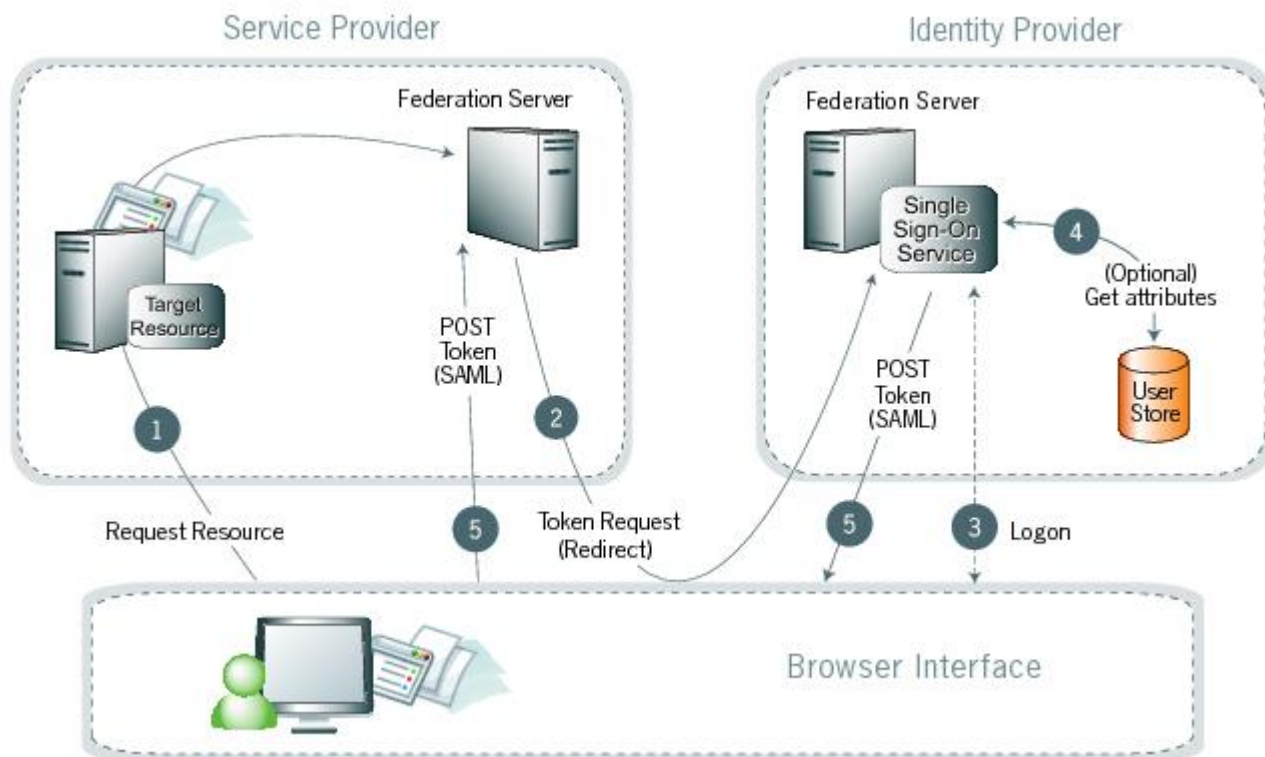 Service Provider
Identity Provider
Federation Server
Federation Server
Target
Resource
Single
Sign-On
Service
4
(Optional)
Get attributes
User
Store
POST
Token
(SAML)
POST
Token
(SAML)
1
2
Request Resource
5
Token Request
(Redirect)
5
3
Logon
Browser Interface